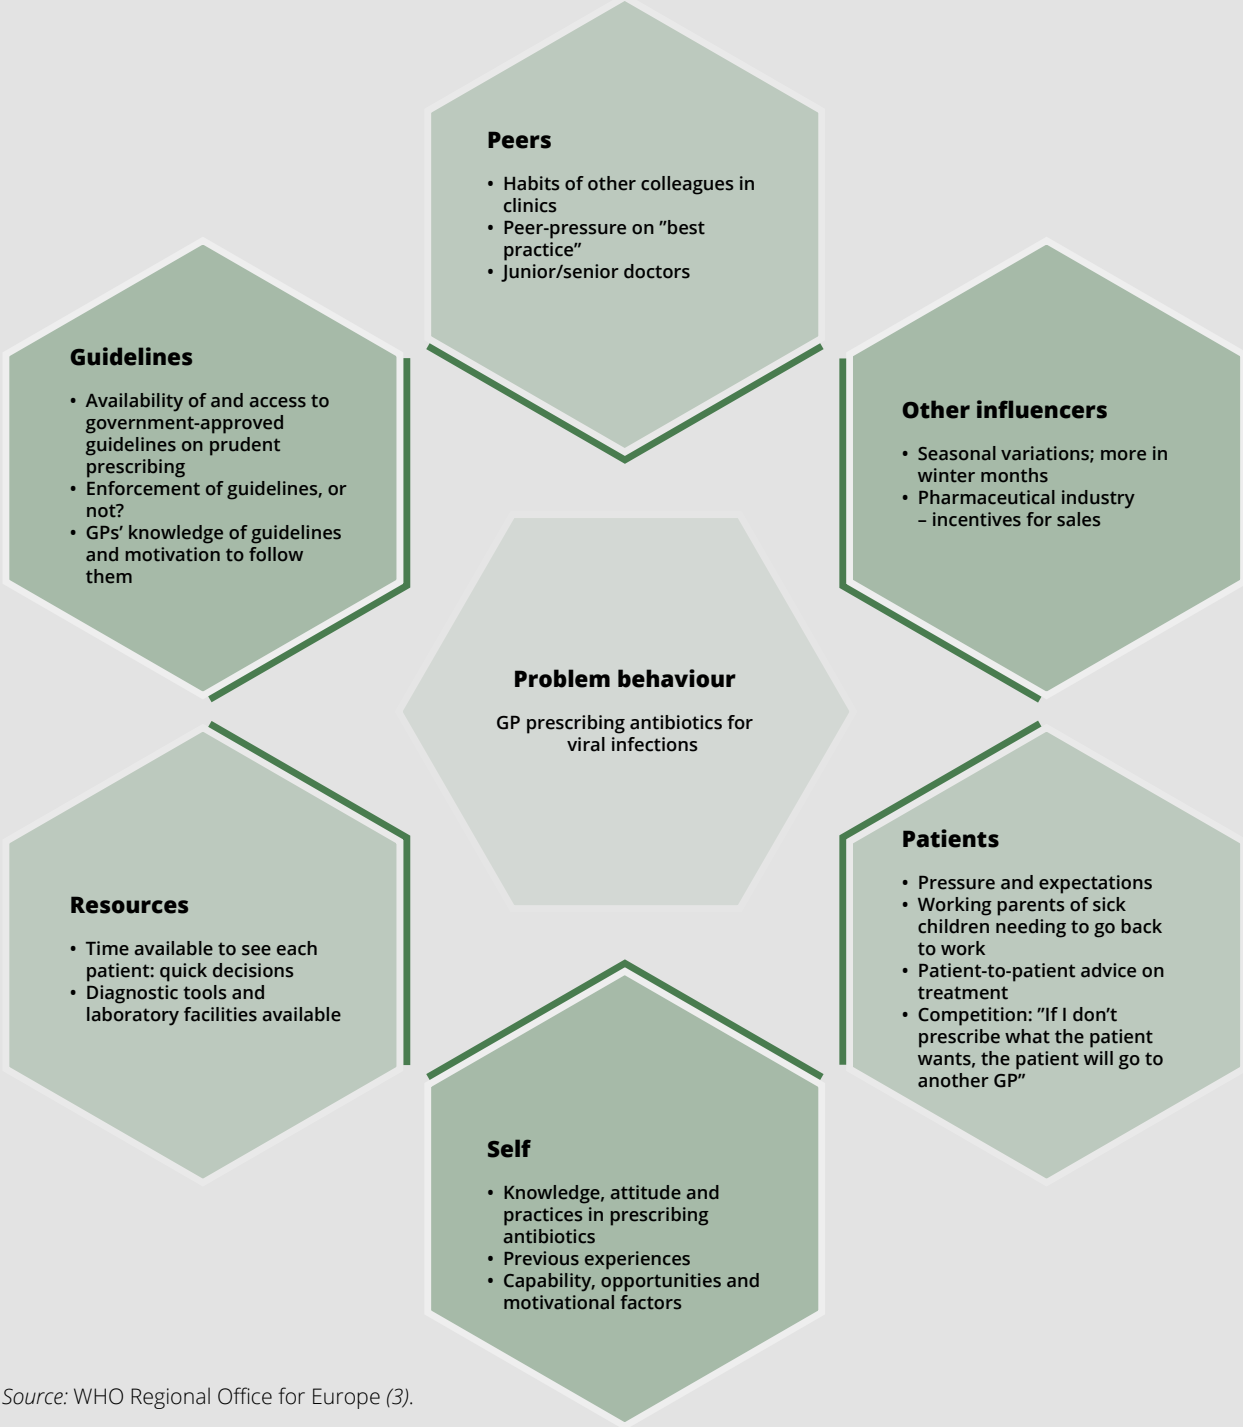 Peers
• Habits of other colleagues in
clinics
• Peer-pressure on ”best
practice”
• Junior/senior doctors
Guidelines
• Availability of and access to
government-approved
guidelines on prudent
prescribing
• Enforcement of guidelines, or
not?
• GPs’ knowledge of guidelines
and motivation to follow
them
Other influencers
• Seasonal variations; more in
winter months
• Pharmaceutical industry
– incentives for sales
Problem behaviour
GP prescribing antibiotics for
viral infections
Resources
• Time available to see each
patient: quick decisions
• Diagnostic tools and
laboratory facilities available
Patients
• Pressure and expectations
• Working parents of sick
children needing to go back
to work
• Patient-to-patient advice on
treatment
• Competition: ”If I don’t
prescribe what the patient
wants, the patient will go to
another GP”
Self
• Knowledge, attitude and
practices in prescribing
antibiotics
• Previous experiences
• Capability, opportunities and
motivational factors
Source: WHO Regional Office for Europe (3).